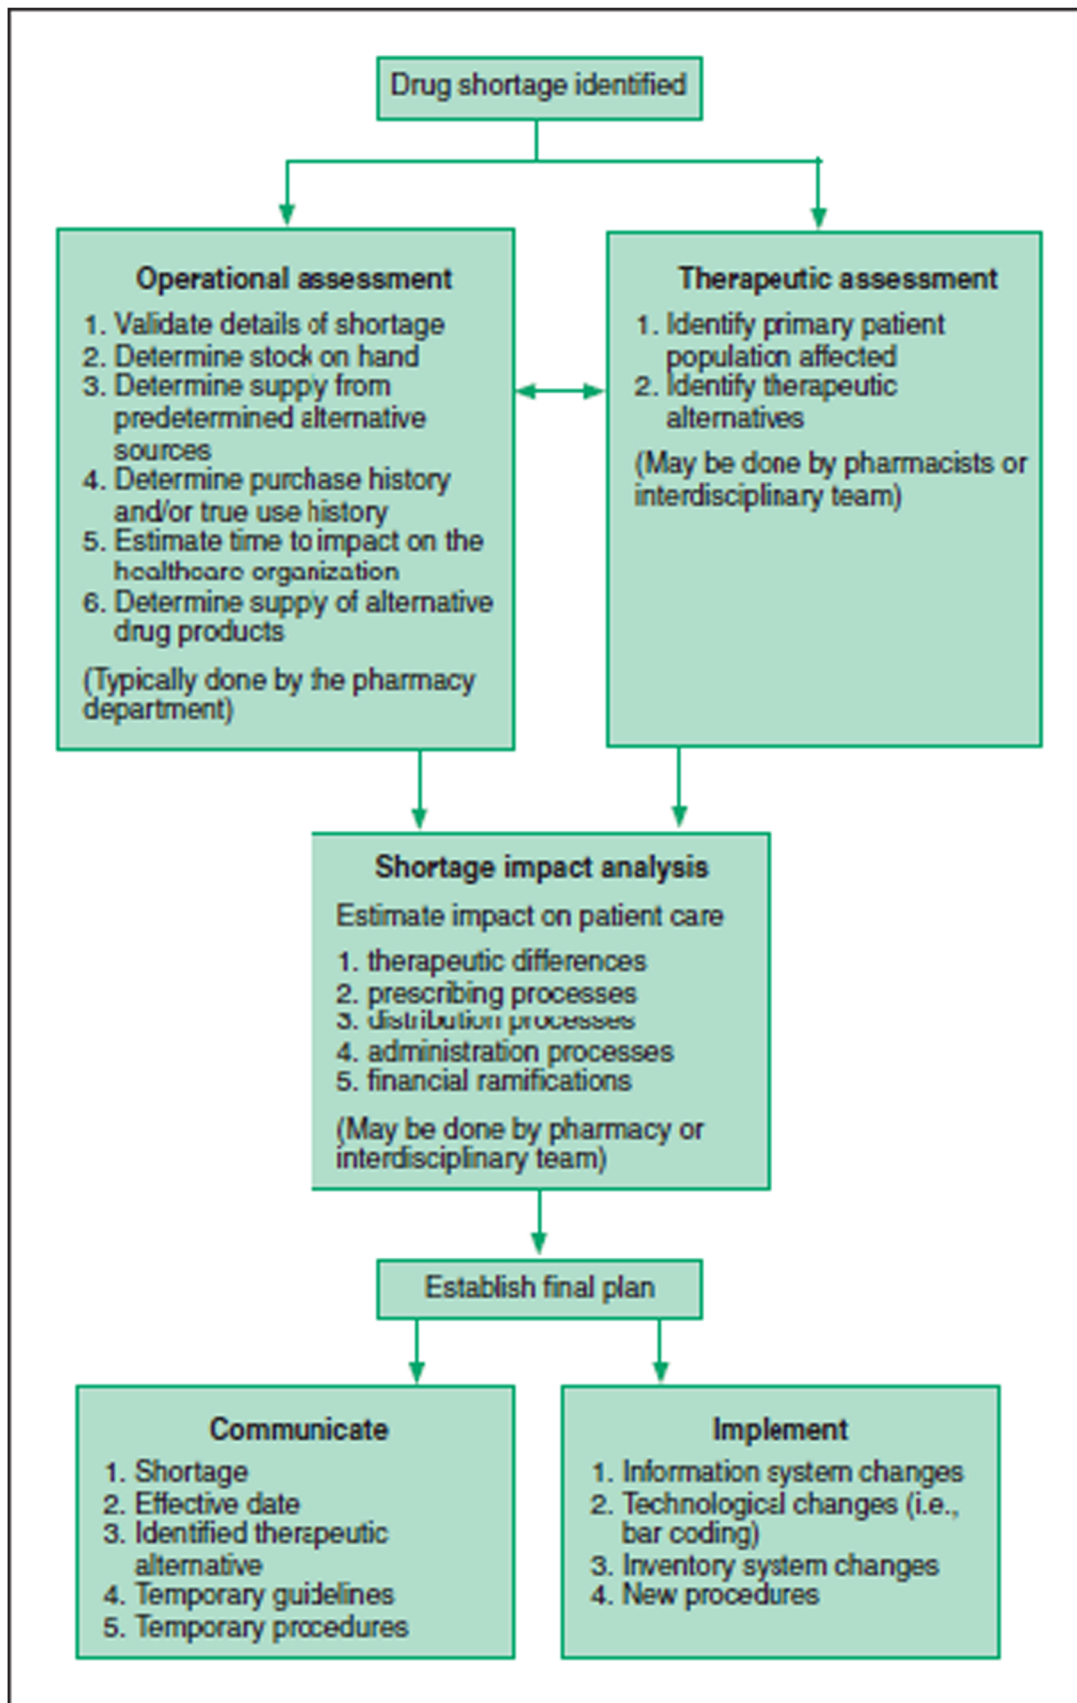 Drug shortage identified
Operational assessment
1. Validate details of shortage
2. Determine stock on hand
3. Determine supply from
predetermined alternative
sources
4. Determine purchase history
and/or true use history
5. Estimate time to impact on the
healthcare organization
6. Determine supply of alternative
drug products
(Typically done by the pharmacy
department)
Therapeutic assessment
1. Identify primary patient
population affected
2. Identify therapeutic
alternatives
(May be done by pharmacists or
interdisciplinary team)
Shortage impact analysis
Estimate impact on patient care
1. therapeutic differences
2. prescribing processes
3. distribution processes
4. administration processes
5. financial ramifications
(May be done by pharmacy or
interdisciplinary team)
Establish final plan
Communicate
1. Shortage
2. Effective date
3. Identified therapeutic
alternative
4. Temporary guidelines
5. Temporary procedures
Implement
1. Information system changes
2. Technological changes (i.e.,
bar coding)
3. Inventory system changes
4. New procedures